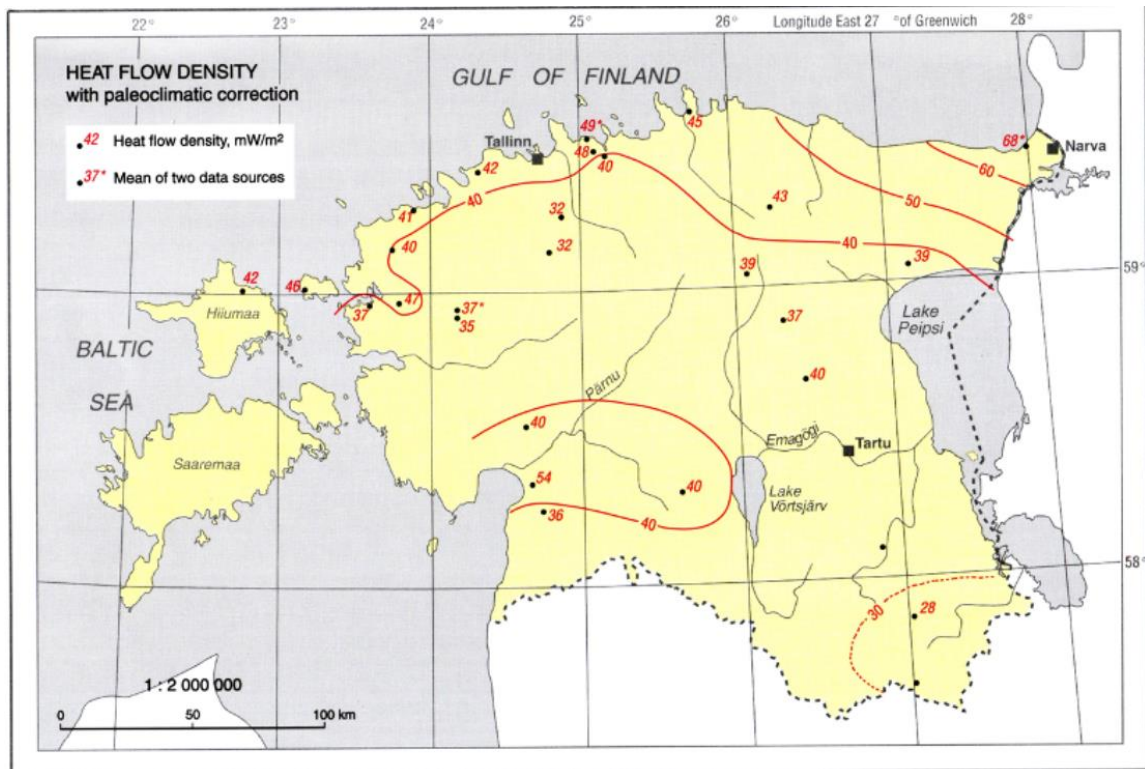 22°
23°
24°
25°
26°
Longitude East 27 °of Greenwich
28°
HEAT FLOW DENSITY
with paleoclimatic correction
42 Heat flow density, mW/m²
37* Mean of two data sources
GULF OF FINLAND
45
49*
Tallinn
48
40
68*
Narva
42
60
40
43
50
41
32
40
32
40
39
39
59°
42
46
47
37
37*
35
37
Hiiumaa
Lake
Peipsi
BALTIC
SEA
40
Pärnu
40
Emagögi
Tartu
Saaremaa
54
40
Lake
Võrtsjärv
36
40
58°
30
28
1 : 2 000 000
0 50 100 km